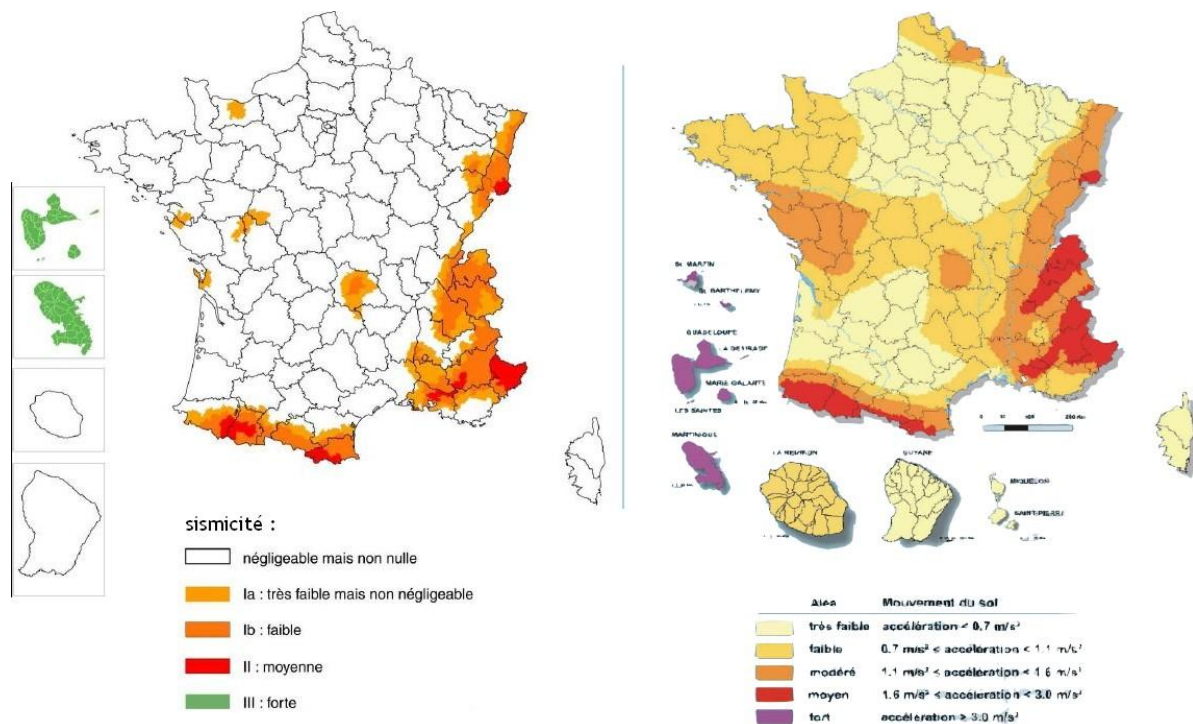 sismicité :
négligeable mais non nulle
Ia : très faible mais non négligeable
Ib : faible
II : moyenne
III : forte
St MARTIN
St BARTHELEMY
GUADELOUPE
LA DESIRADE
MARIE GALANTE
LES SAINTES
MARTINIQUE
LA REUNION
GUYANE
MIQUELON
SAINT-PIERRE
Aléa Mouvement du sol
très faible accélération < 0.7 m/s²
faible 0.7 m/s² ≤ accélération < 1.1 m/s²
modéré 1.1 m/s² ≤ accélération < 1.6 m/s²
moyen 1.6 m/s² ≤ accélération < 3.0 m/s²
fort accélération ≥ 3.0 m/s²